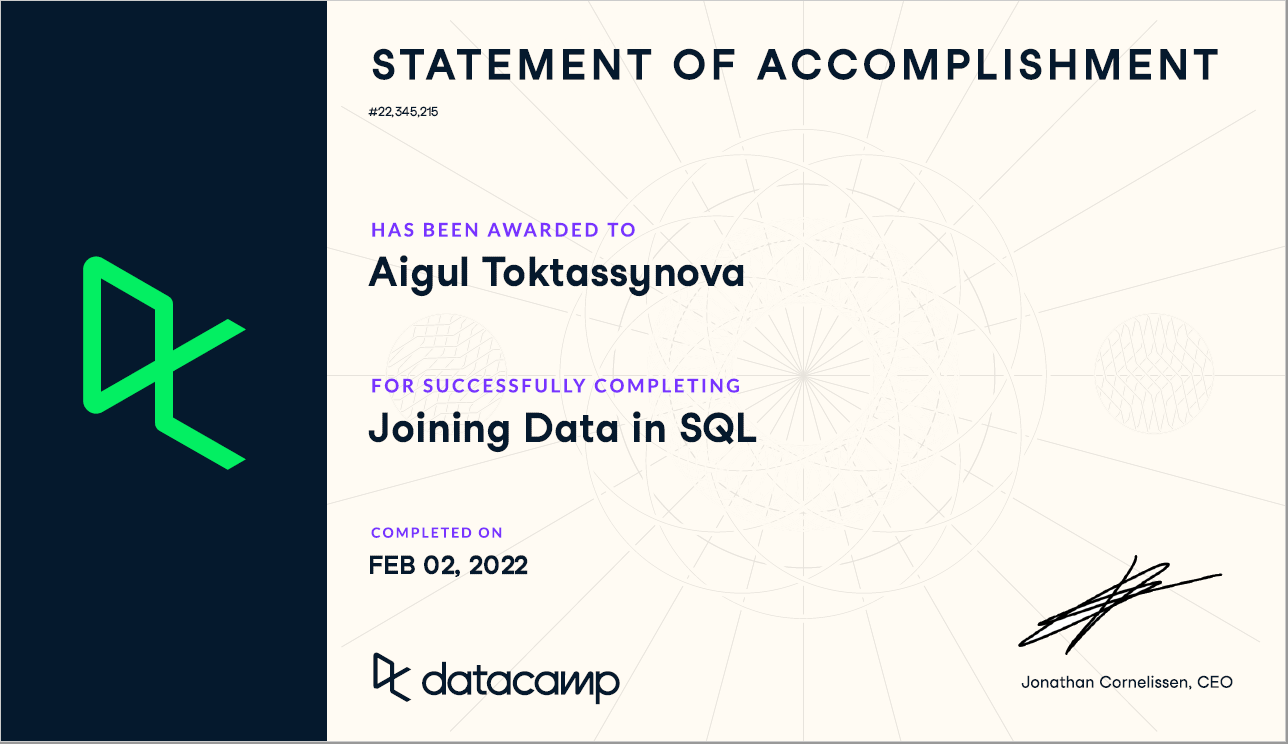 STATEMENT OF ACCOMPLISHMENT
#22,345,215
HAS BEEN AWARDED TO
Aigul Toktassynova
FOR SUCCESSFULLY COMPLETING
Joining Data in SQL
COMPLETED ON
FEB 02, 2022
datacamp
Jonathan Cornelissen, CEO